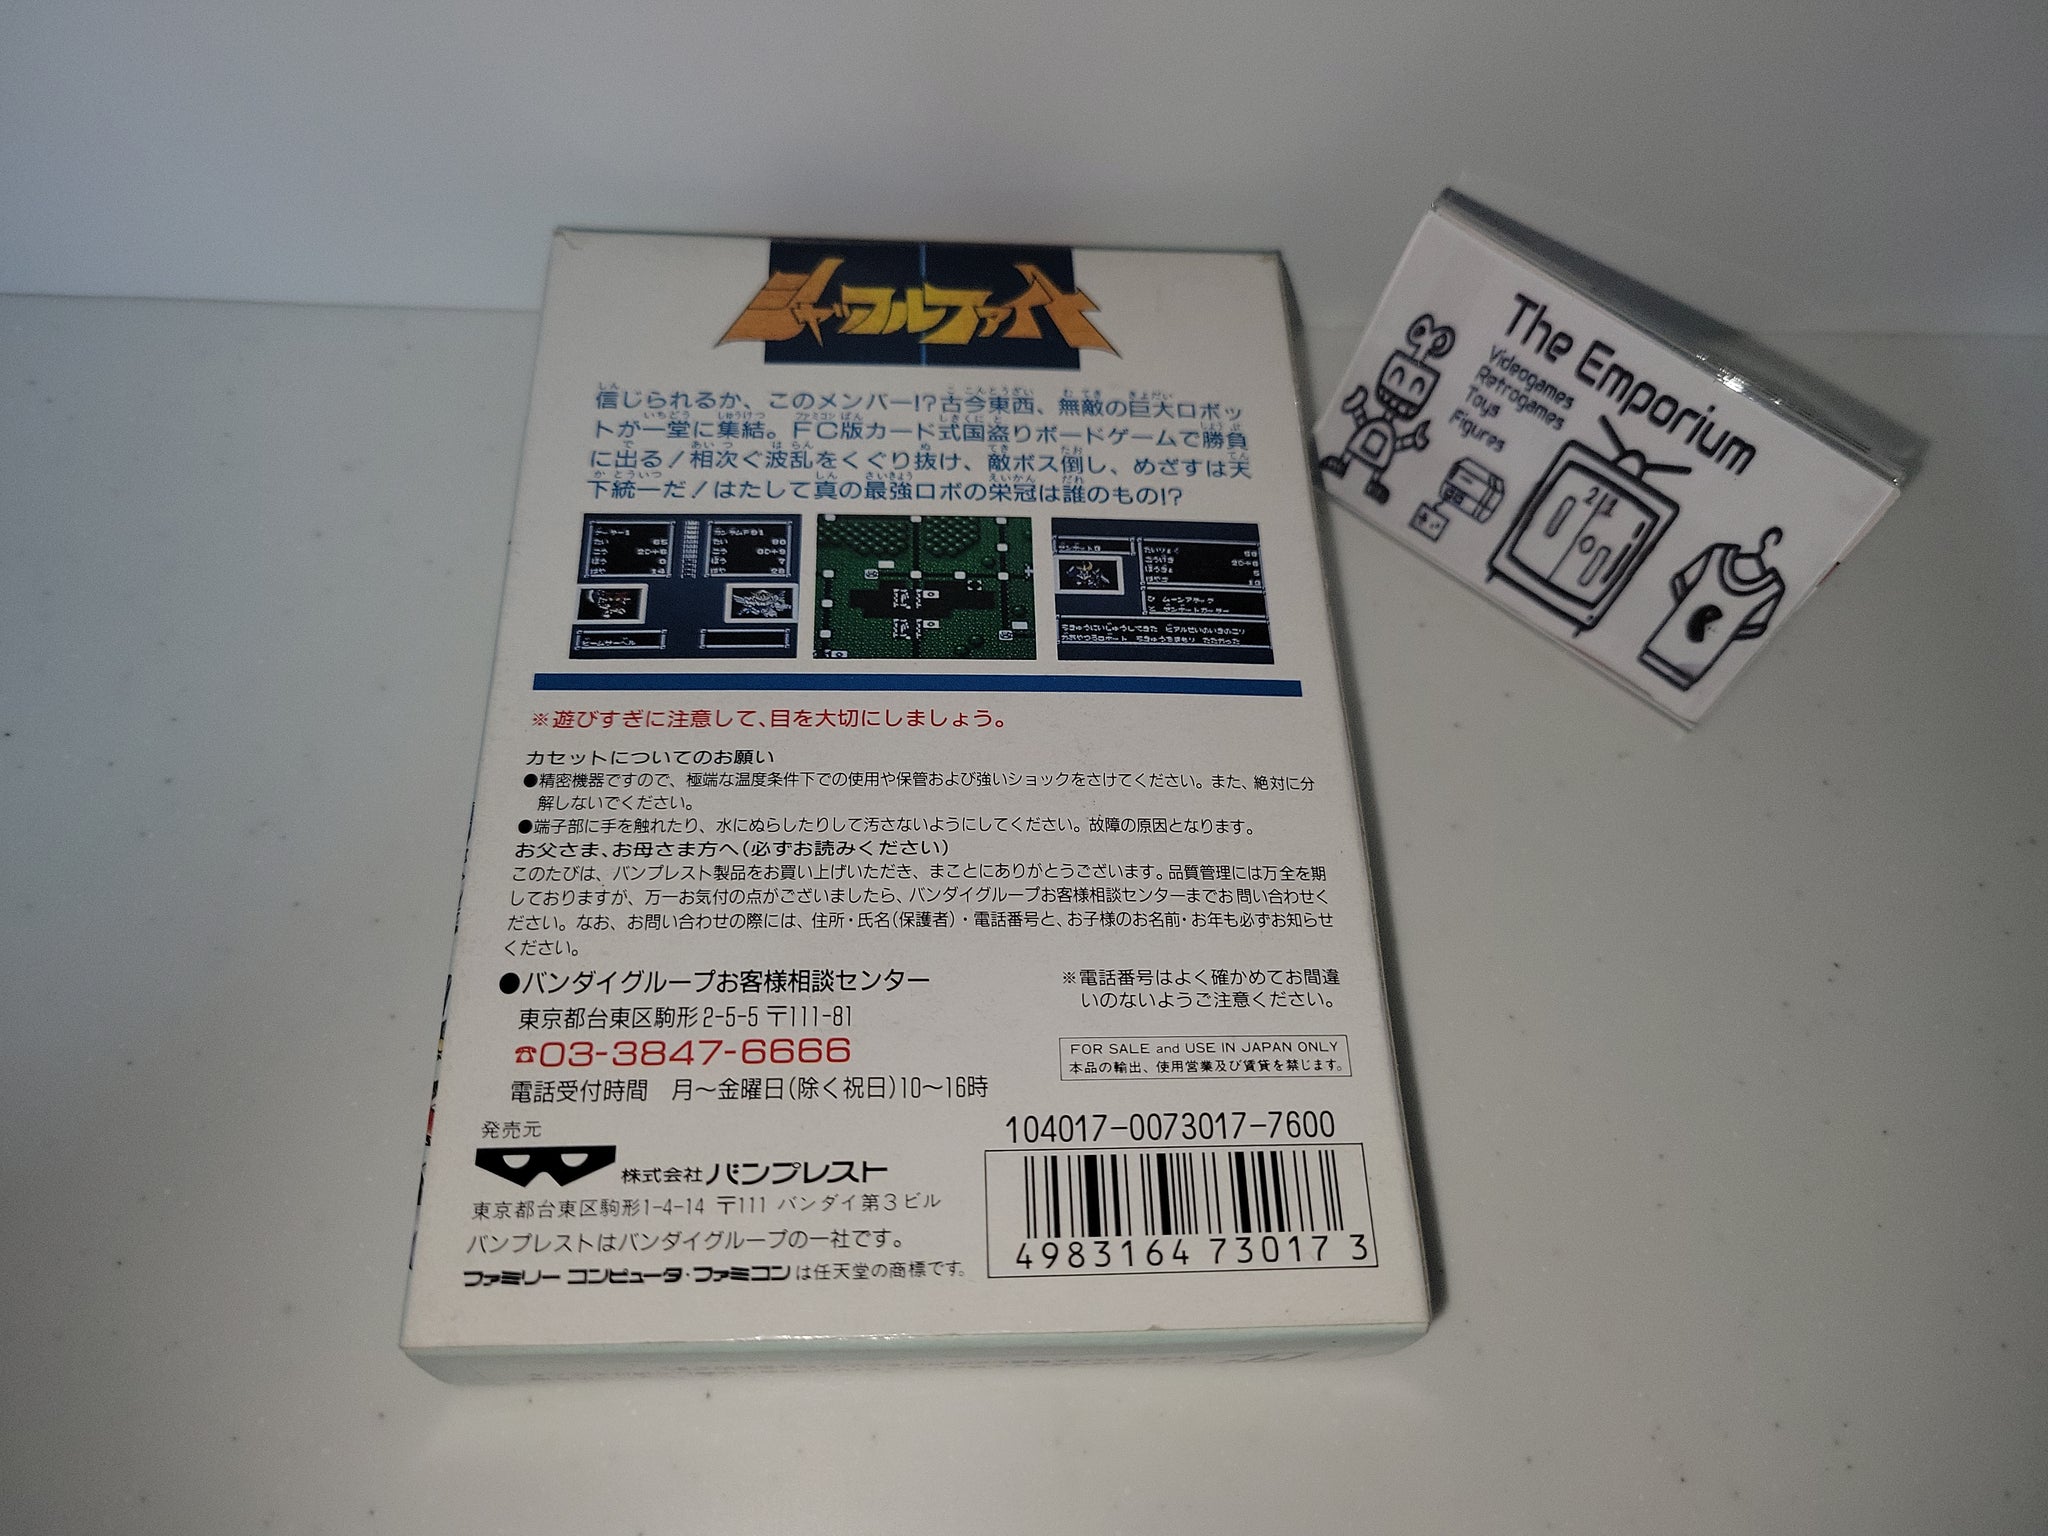 シャッフルファイト
信じられるか、このメンバー!?古今東西、無敵の巨大ロボッ
トが一堂に集結。FC版カード式国盗りボードゲームで勝負
に出る!相次ぐ波乱をくぐり抜け、敵ボス倒し、めざすは天
下統一だ!はたして真の最強ロボの栄冠は誰のもの!?
ビームサーベル
ムーンアタック
※遊びすぎに注意して、目を大切にしましょう。
カセットについてのお願い
●精密機器ですので、極端な温度条件下での使用や保管および強いショックをさけてください。また、絶対に分
解しないでください。
●端子部に手を触れたり、水にぬらしたりして汚さないようにしてください。故障の原因となります。
お父さま、お母さま方へ(必ずお読みください)
このたびは、バンプレスト製品をお買い上げいただき、まことにありがとうございます。品質管理には万全を期
しておりますが、万一お気付の点がございましたら、バンダイグループお客様相談センターまでお問い合わせく
ださい。なお、お問い合わせの際には、住所・氏名(保護者)・電話番号と、お子様のお名前・お年も必ずお知らせ
ください。
●バンダイグループお客様相談センター
東京都台東区駒形2-5-5 〒111-81
☎03-3847-6666
電話受付時間 月〜金曜日(除く祝日)10〜16時
※電話番号はよく確かめてお間違
いのないようご注意ください。
FOR SALE and USE IN JAPAN ONLY
本品の輸出、使用営業及び賃貸を禁じます。
発売元
株式会社バンプレスト
東京都台東区駒形1-4-14 〒111 バンダイ第3ビル
バンプレストはバンダイグループの一社です。
ファミリー コンピュータ・ファミコンは任天堂の商標です。
104017-0073017-7600
4983164 73017 3
The Emporium
Videogames
Retrogames
Toys
Figures